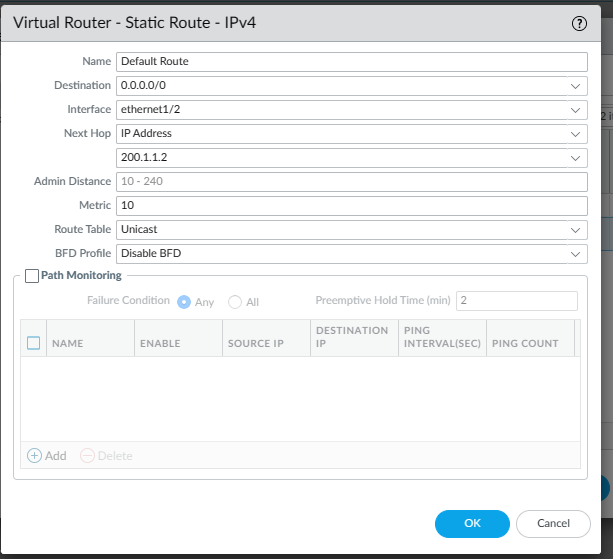 Virtual Router - Static Route - IPv4 ?
Name Default Route
Destination 0.0.0.0/0
Interface ethernet1/2
Next Hop IP Address
200.1.1.2
Admin Distance 10 - 240
Metric 10
Route Table Unicast
BFD Profile Disable BFD
Path Monitoring
Failure Condition Any All Preemptive Hold Time (min) 2
NAME ENABLE SOURCE IP DESTINATION IP PING INTERVAL(SEC) PING COUNT
Add Delete
OK Cancel